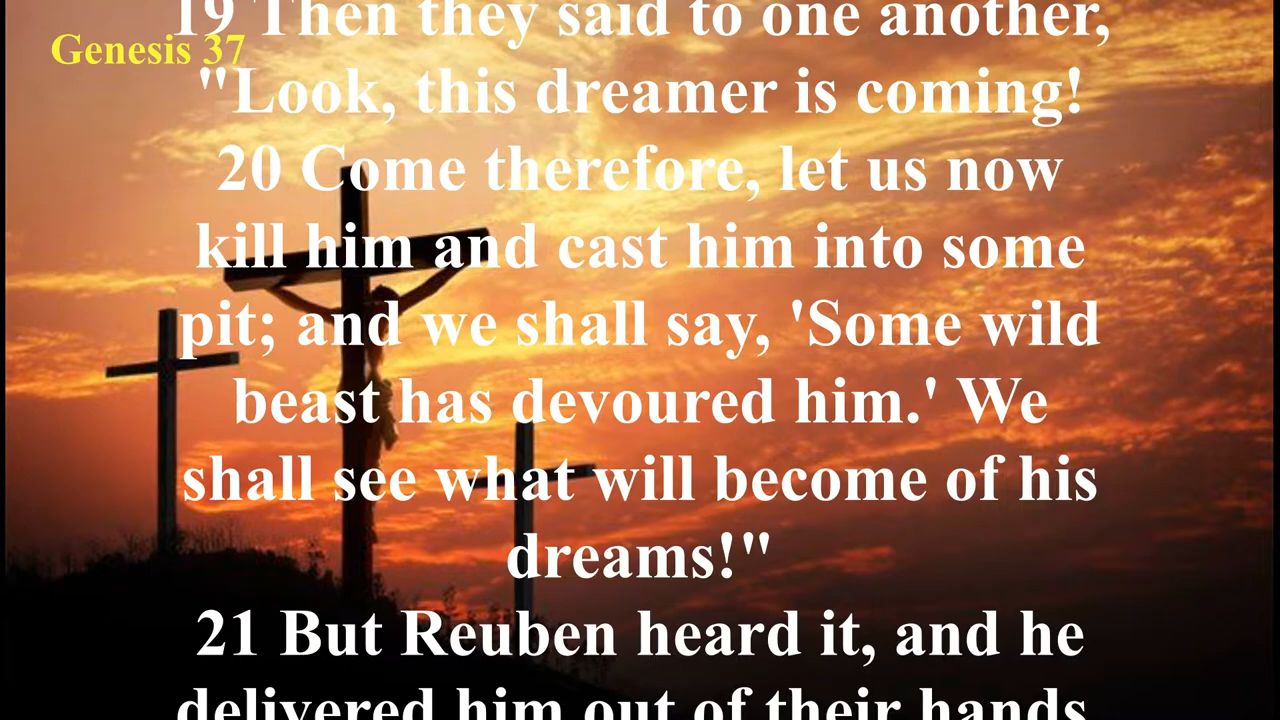 19 Then they said to one another,
Genesis 37
"Look, this dreamer is coming!
20 Come therefore, let us now
kill him and cast him into some
pit; and we shall say, 'Some wild
beast has devoured him.' We
shall see what will become of his
dreams!"
21 But Reuben heard it, and he
delivered him out of their hands